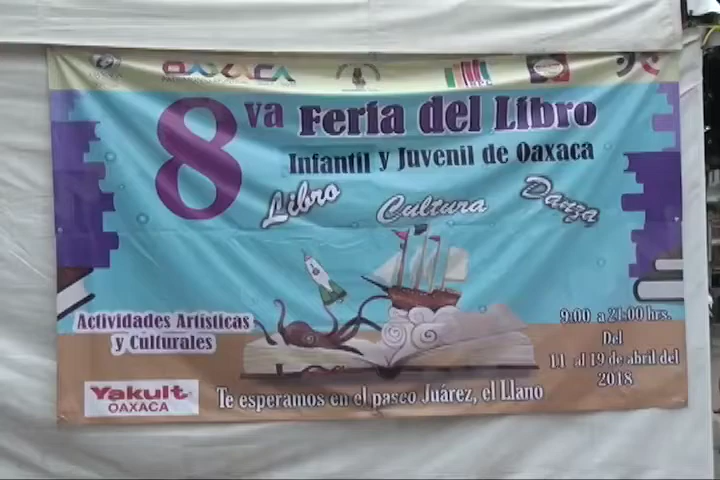 OAXACA
8va Feria del Libro
Infantil y Juvenil de Oaxaca
Libro Cultura Danza
Actividades Artísticas
y Culturales
9:00 a 21:00 hrs.
Del
11 al 19 de abril del
2018
Yakult
OAXACA
Te esperamos en el paseo Juárez, el Llano